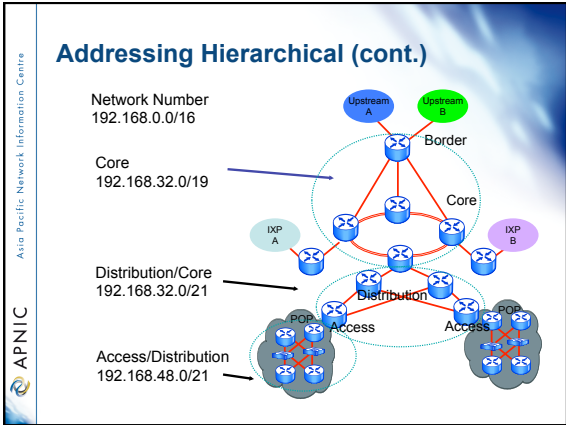 Addressing Hierarchical (cont.)
Asia Pacific Network Information Centre
APNIC
Network Number
192.168.0.0/16
Core
192.168.32.0/19
Distribution/Core
192.168.32.0/21
Access/Distribution
192.168.48.0/21
Upstream
A
Upstream
B
Border
Core
IXP
A
IXP
B
Distribution
Access
Access
POP
POP